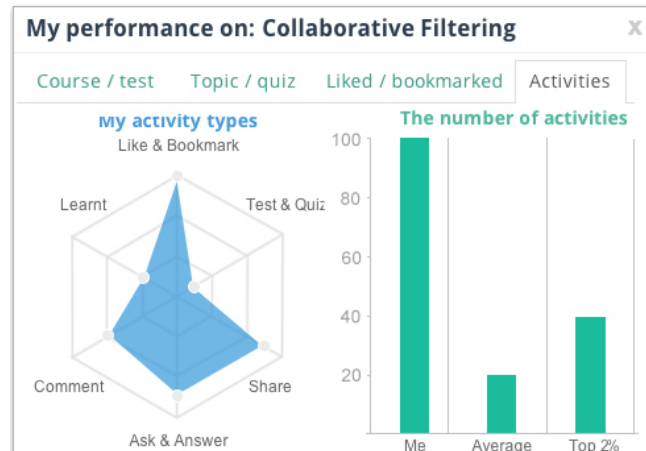 My performance on: Collaborative Filtering x
Course / test Topic / quiz Liked / bookmarked Activities
My activity types
Like & Bookmark
Learnt
Test & Quiz
Comment
Share
Ask & Answer
The number of activities
100
80
60
40
20
Me Average Top 2%